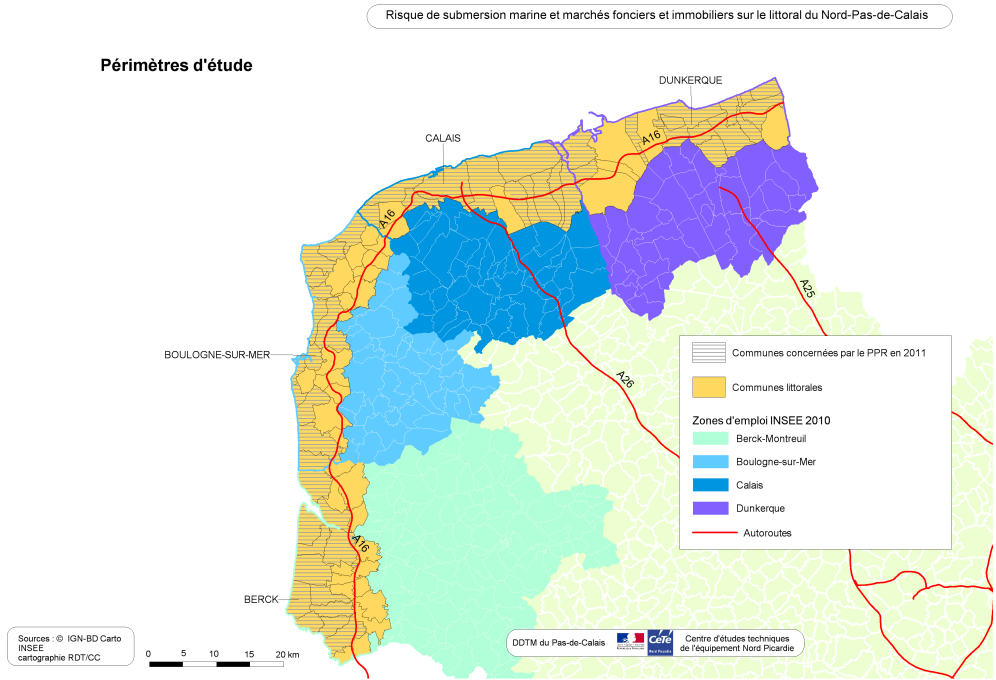 Risque de submersion marine et marchés fonciers et immobiliers sur le littoral du Nord-Pas-de-Calais
Périmètres d'étude
DUNKERQUE
CALAIS
A16
A16
A25
BOULOGNE-SUR-MER
A26
Communes concernées par le PPR en 2011
Communes littorales
Zones d'emploi INSEE 2010
Berck-Montreuil
Boulogne-sur-Mer
Calais
Dunkerque
Autoroutes
A16
BERCK
Sources : © IGN-BD Carto
INSEE
cartographie RDT/CC
0 5 10 15 20 km
DDTM du Pas-de-Calais
CETE
Nord Picardie
Centre d'études techniques
de l'équipement Nord Picardie